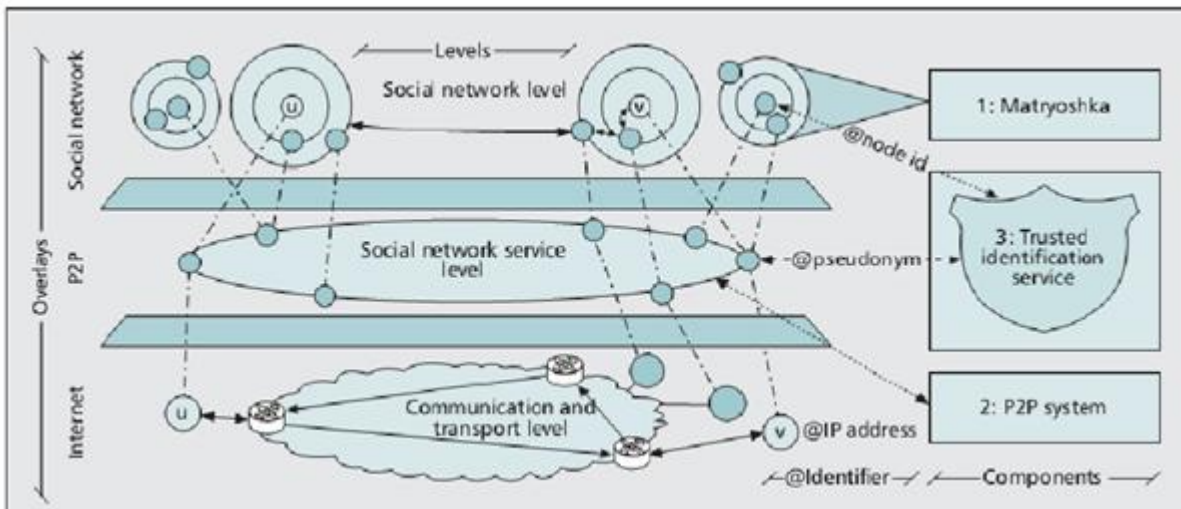 Overlays
Social network
P2P
Internet
Levels
Social network level
u
v
1: Matryoshka
@node id
Social network service
level
@pseudonym
3: Trusted
identification
service
u
Communication and
transport level
v
@IP address
2: P2P system
@Identifier
Components